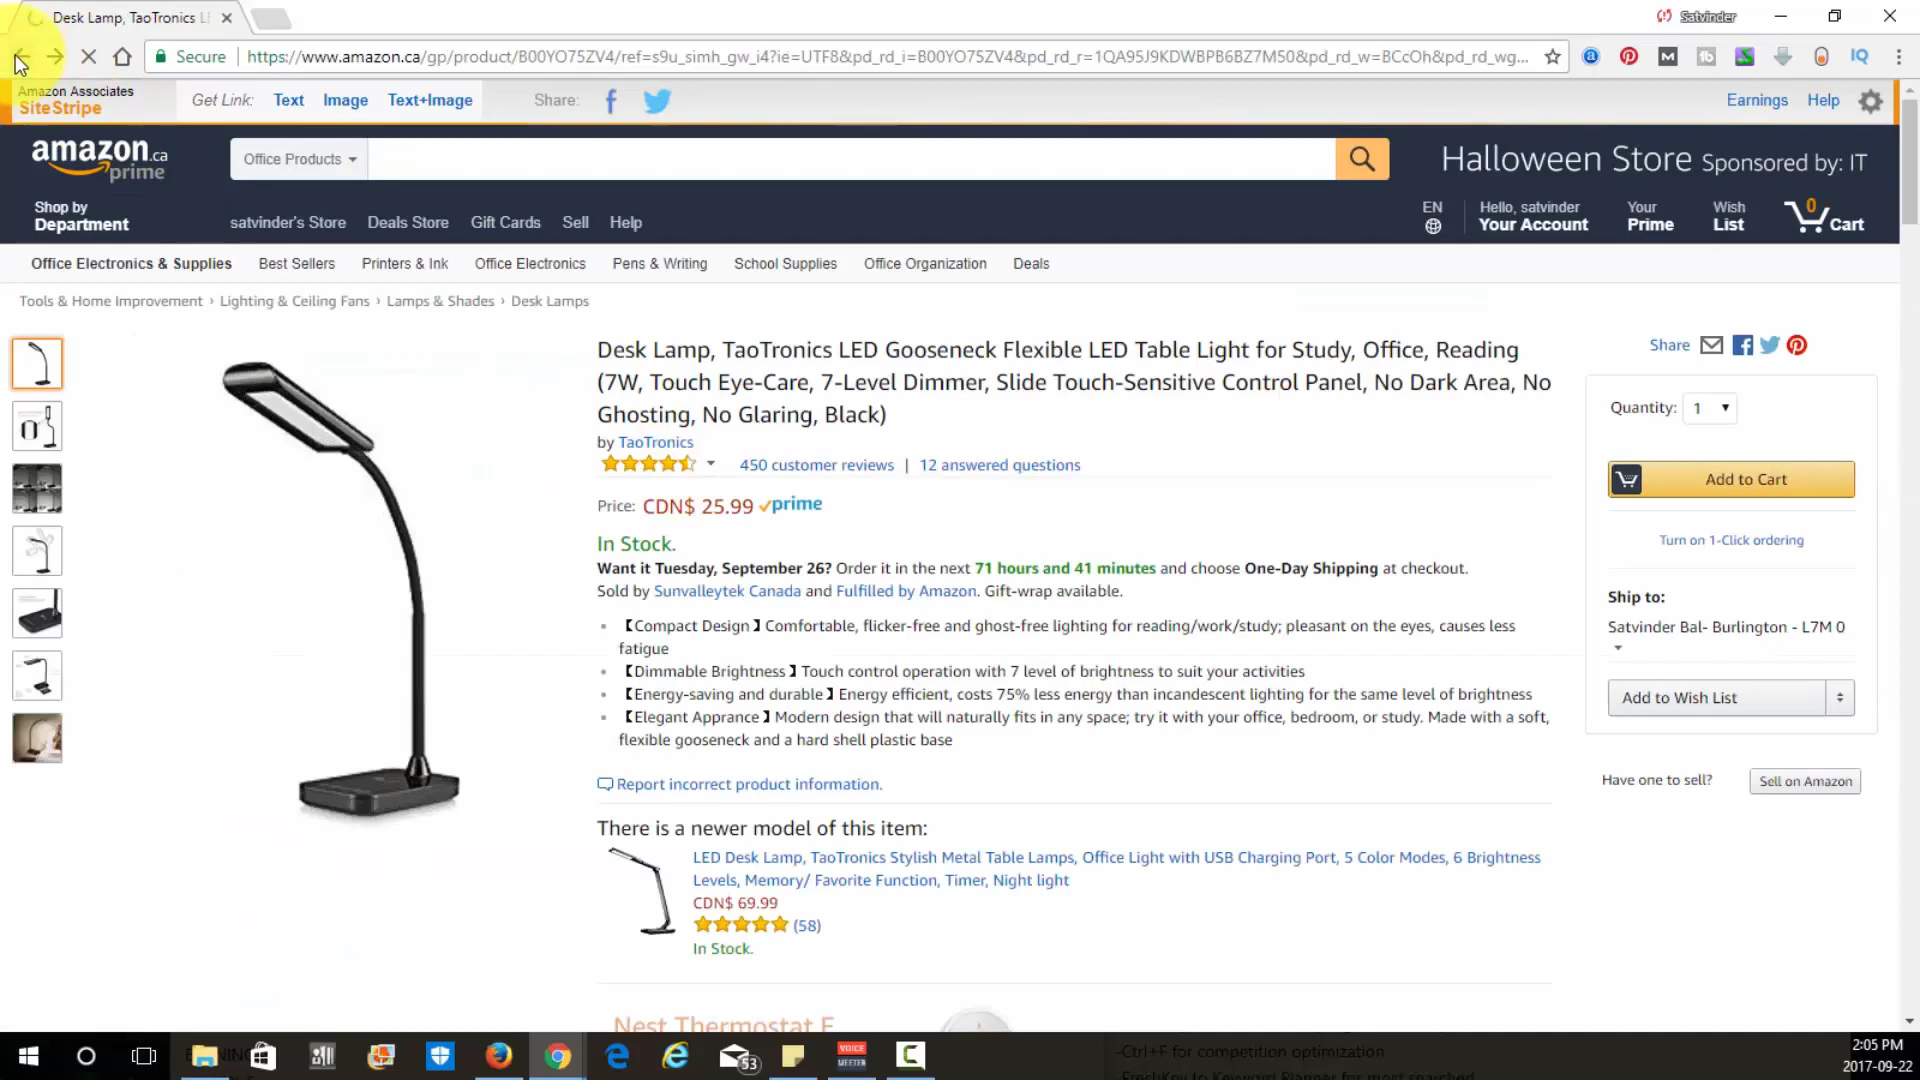 Desk Lamp, TaoTronics LE
Satvinder
Secure
https://www.amazon.ca/gp/product/B00YO75ZV4/ref=s9u_simh_gw_i4?ie=UTF8&pd_rd_i=B00YO75ZV4&pd_rd_r=1QA95J9KDWBPB6BZ7M50&pd_rd_w=BCcOh&pd_rd_wg...
Amazon Associates
SiteStripe
Get Link: Text Image Text+Image
Share:
Earnings Help
amazon.ca
prime
Office Products
Halloween Store Sponsored by: IT
Shop by
Department
satvinder's Store Deals Store Gift Cards Sell Help
EN
Hello, satvinder
Your Account
Your
Prime
Wish
List
0
Cart
Office Electronics & Supplies Best Sellers Printers & Ink Office Electronics Pens & Writing School Supplies Office Organization Deals
Tools & Home Improvement › Lighting & Ceiling Fans › Lamps & Shades › Desk Lamps
Desk Lamp, TaoTronics LED Gooseneck Flexible LED Table Light for Study, Office, Reading
(7W, Touch Eye-Care, 7-Level Dimmer, Slide Touch-Sensitive Control Panel, No Dark Area, No
Ghosting, No Glaring, Black)
by TaoTronics
450 customer reviews | 12 answered questions
Price: CDN$ 25.99 prime
In Stock.
Want it Tuesday, September 26? Order it in the next 71 hours and 41 minutes and choose One-Day Shipping at checkout.
Sold by Sunvalleytek Canada and Fulfilled by Amazon. Gift-wrap available.
• 【Compact Design】Comfortable, flicker-free and ghost-free lighting for reading/work/study; pleasant on the eyes, causes less
fatigue
• 【Dimmable Brightness】Touch control operation with 7 level of brightness to suit your activities
• 【Energy-saving and durable】Energy efficient, costs 75% less energy than incandescent lighting for the same level of brightness
• 【Elegant Apprance】Modern design that will naturally fits in any space; try it with your office, bedroom, or study. Made with a soft,
flexible gooseneck and a hard shell plastic base
Report incorrect product information.
There is a newer model of this item:
LED Desk Lamp, TaoTronics Stylish Metal Table Lamps, Office Light with USB Charging Port, 5 Color Modes, 6 Brightness
Levels, Memory/ Favorite Function, Timer, Night light
CDN$ 69.99
(58)
In Stock.
Nest Thermostat E
Share
Quantity: 1
Add to Cart
Turn on 1-Click ordering
Ship to:
Satvinder Bal- Burlington - L7M 0
Add to Wish List
Have one to sell? Sell on Amazon
53
VOICE
MEETER
-Ctrl+F for competition optimization
2:05 PM
2017-09-22